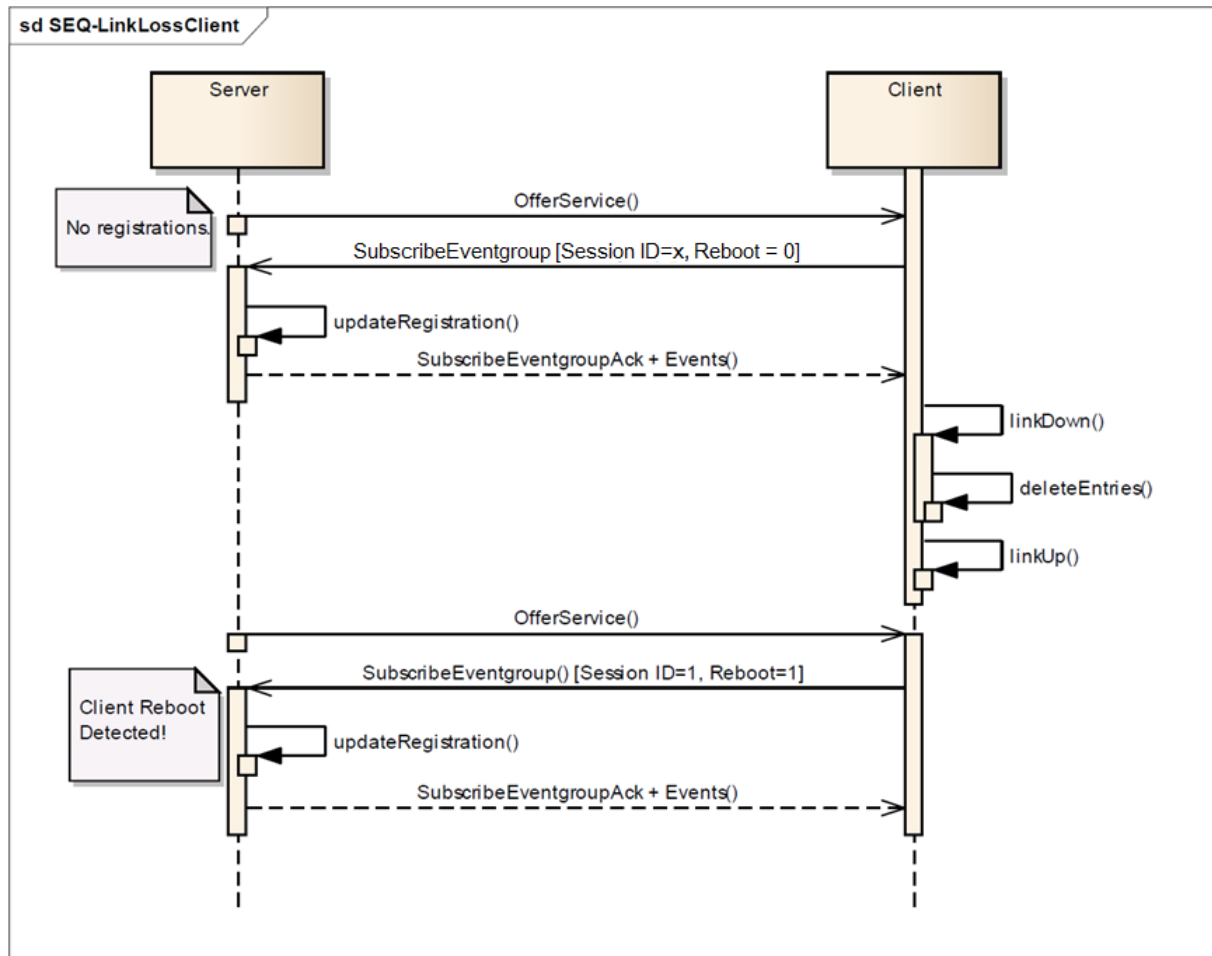 sd SEQ-LinkLossClient
Server
Client
No registrations.
OfferService()
SubscribeEventgroup [Session ID=x, Reboot = 0]
updateRegistration()
SubscribeEventgroupAck + Events()
linkDown()
deleteEntries()
linkUp()
OfferService()
SubscribeEventgroup() [Session ID=1, Reboot=1]
Client Reboot
Detected!
updateRegistration()
SubscribeEventgroupAck + Events()